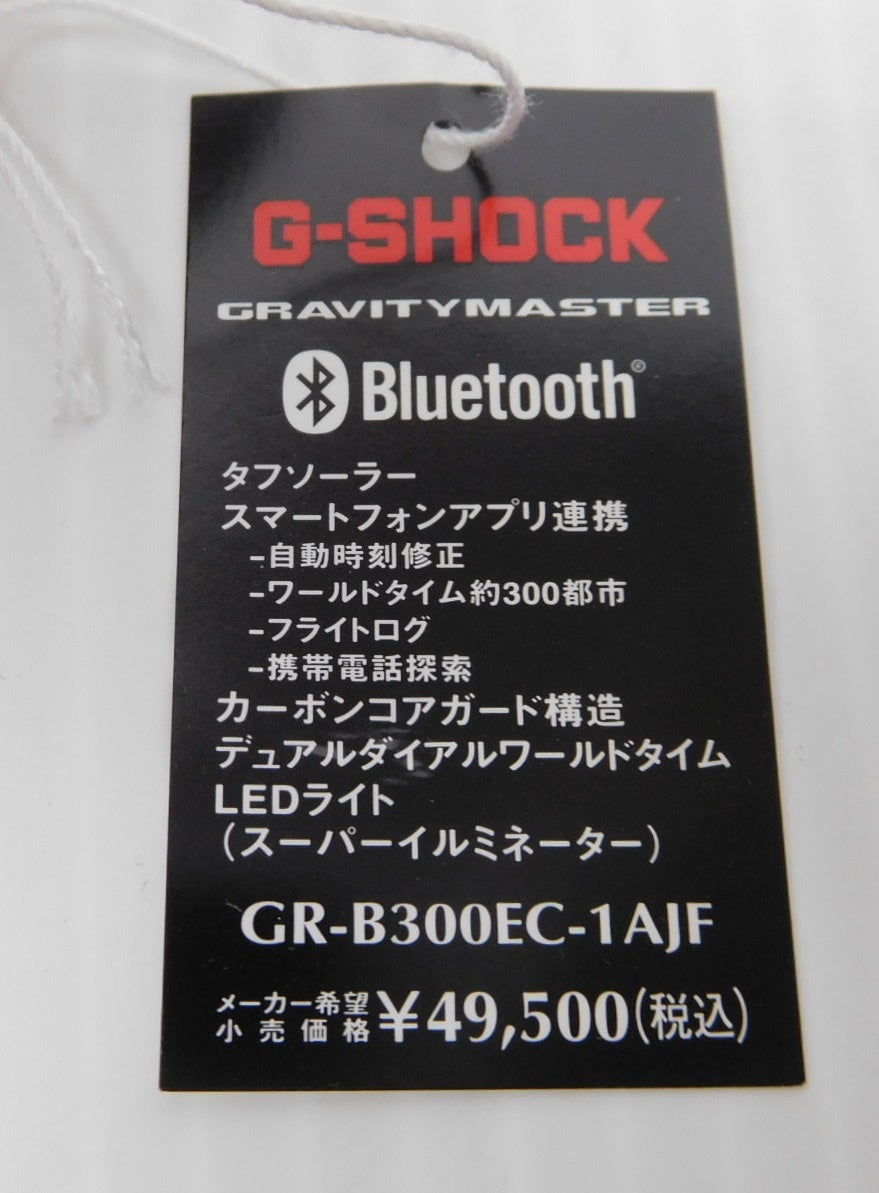 G-SHOCK
GRAVITYMASTER
Bluetooth®
タフソーラー
スマートフォンアプリ連携
-自動時刻修正
-ワールドタイム約300都市
-フライトログ
-携帯電話探索
カーボンコアガード構造
デュアルダイアルワールドタイム
LEDライト
(スーパーイルミネーター)
GR-B300EC-1AJF
メーカー希望
小売価格 ¥49,500(税込)